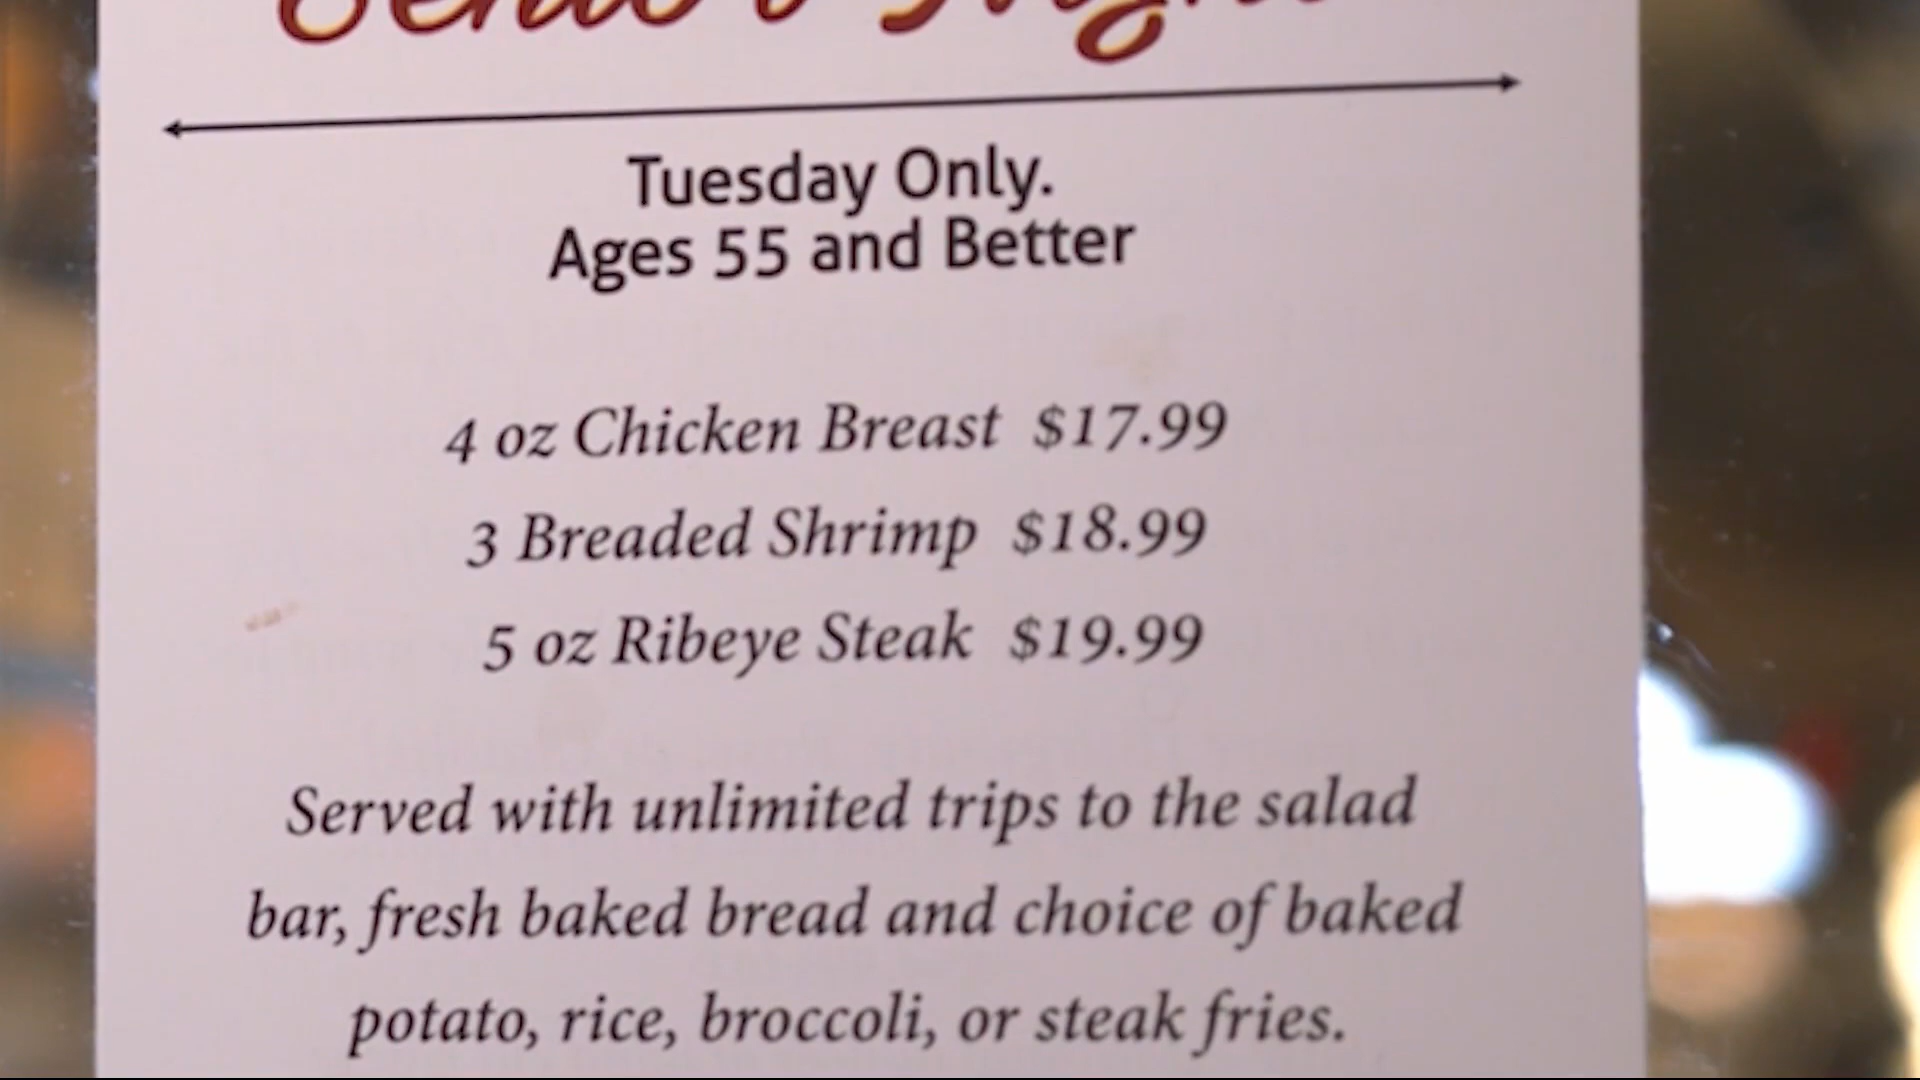 Senior Night
Tuesday Only.
Ages 55 and Better
4 oz Chicken Breast $17.99
3 Breaded Shrimp $18.99
5 oz Ribeye Steak $19.99
Served with unlimited trips to the salad
bar, fresh baked bread and choice of baked
potato, rice, broccoli, or steak fries.